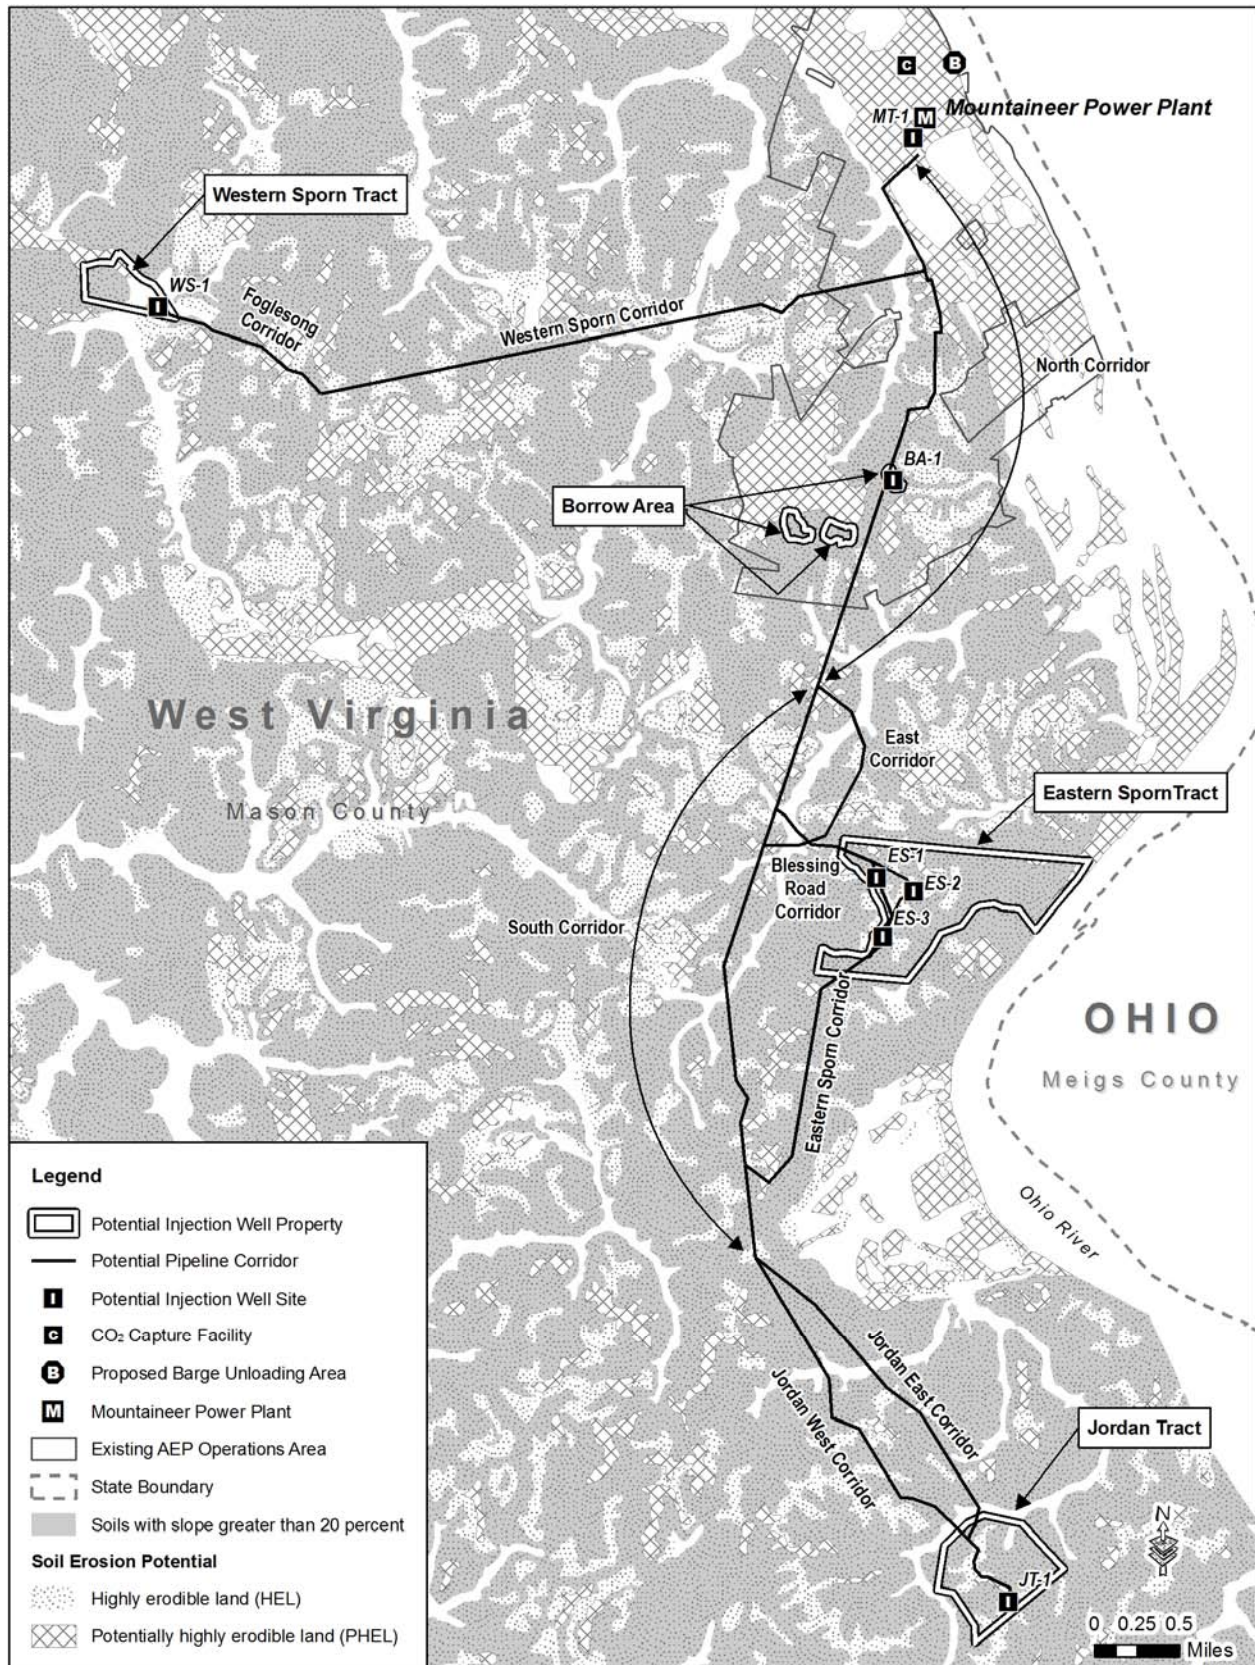 C
B
MT-1
M
Mountaineer Power Plant
I
Western Sporn Tract
WS-1
I
Foglesong
Corridor
Western Sporn Corridor
North Corridor
BA-1
I
Borrow Area
West Virginia
Mason County
East
Corridor
Eastern SpornTract
Blessing
Road
Corridor
ES-1
I
ES-2
I
ES-3
I
South Corridor
Eastern Sporn Corridor
OHIO
Meigs County
Ohio River
Jordan East Corridor
Jordan West Corridor
Jordan Tract
JT-1
I
N
0 0.25 0.5
Miles
Legend
Potential Injection Well Property
Potential Pipeline Corridor
I Potential Injection Well Site
C CO₂ Capture Facility
B Proposed Barge Unloading Area
M Mountaineer Power Plant
Existing AEP Operations Area
State Boundary
Soils with slope greater than 20 percent
Soil Erosion Potential
Highly erodible land (HEL)
Potentially highly erodible land (PHEL)